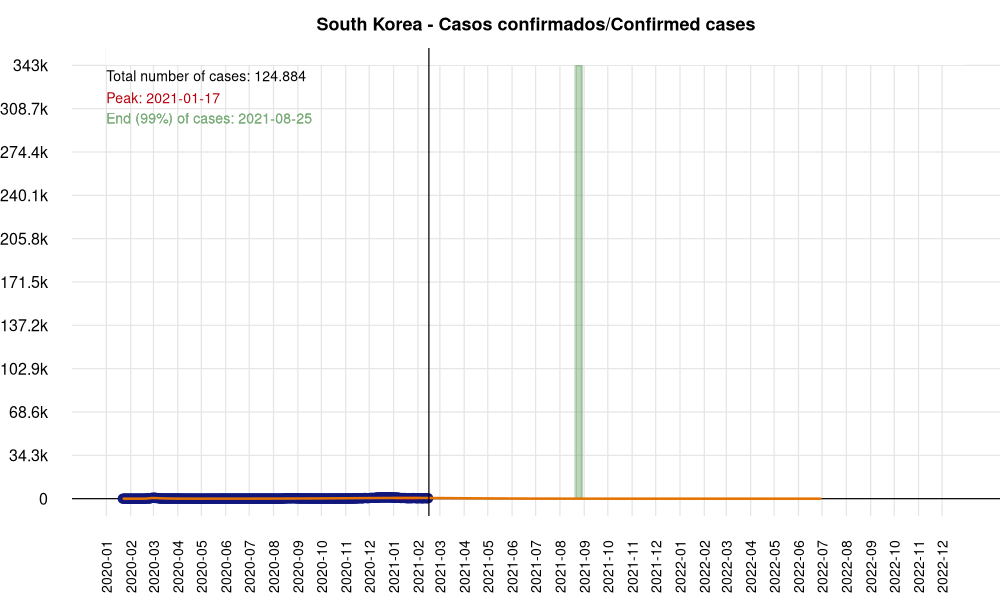 South Korea - Casos confirmados/Confirmed cases
343k
Total number of cases: 124.884
Peak: 2021-01-17
308.7k
End (99%) of cases: 2021-08-25
274.4k
240.1k
205.8k
171.5k
137.2k
102.9k
68.6k
34.3k
0
2020-01
2020-02
2020-03
2020-04
2020-05
2020-06
2020-07
2020-08
2020-09
2020-10
2020-11
2020-12
2021-01
2021-02
2021-03
2021-04
2021-05
2021-06
2021-07
2021-08
2021-09
2021-10
2021-11
2021-12
2022-01
2022-02
2022-03
2022-04
2022-05
2022-06
2022-07
2022-08
2022-09
2022-10
2022-11
2022-12